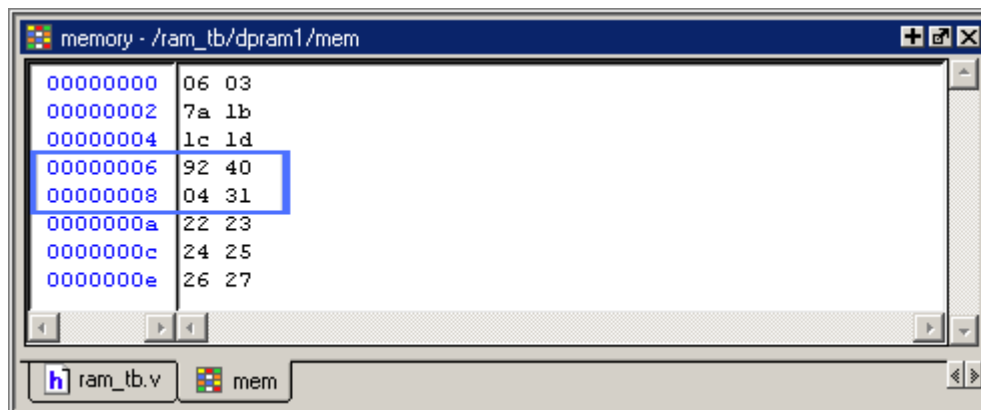 memory - /ram_tb/dpram1/mem
00000000 06 03
00000002 7a 1b
00000004 1c 1d
00000006 92 40
00000008 04 31
0000000a 22 23
0000000c 24 25
0000000e 26 27
h ram_tb.v mem